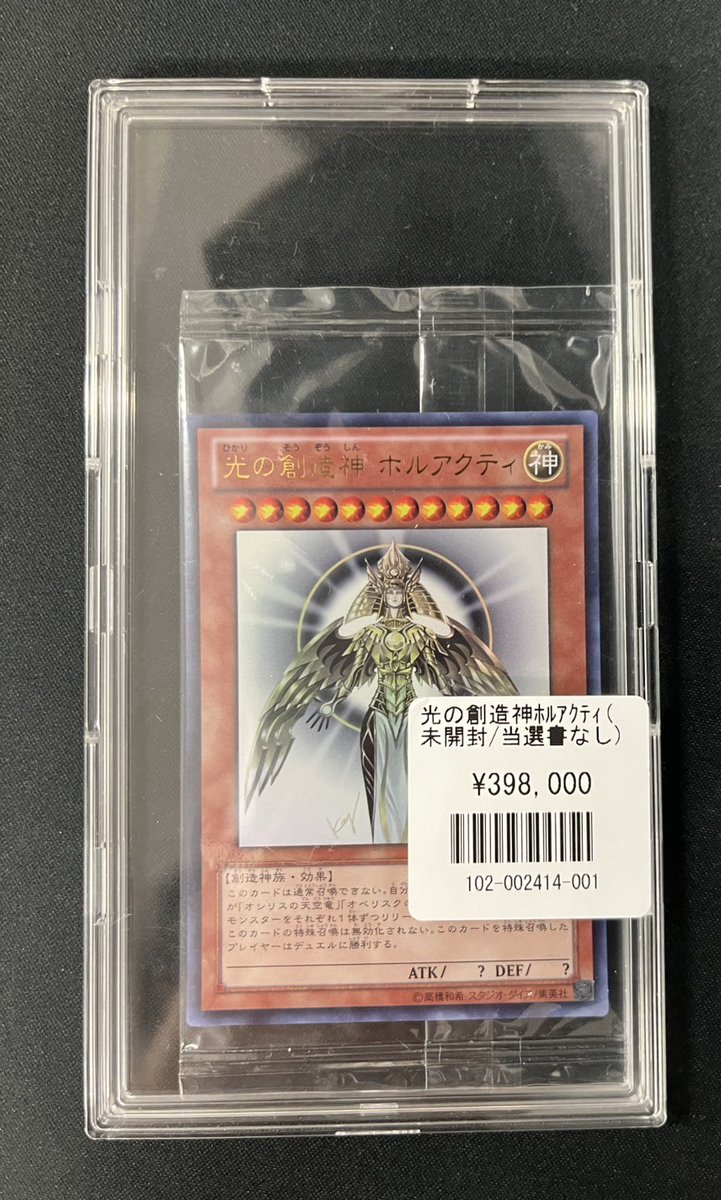 ひかり そうぞうしん
光の創造神 ホルアクティ
かみ
神
Kazu
光の創造神ﾎﾙｱｸﾃｨ(
未開封/当選書なし)
¥398,000
102-002414-001
【創造神族・効果】
このカードは通常召喚できない。自分
が「オシリスの天空竜」「オベリスクの
モンスターをそれぞれ１体ずつリリー
このカードの特殊召喚は無効化されない。このカードを特殊召喚した
プレイヤーはデュエルに勝利する。
ATK/ ? DEF/ ?
©高橋和希 スタジオ・ダイス/集英社